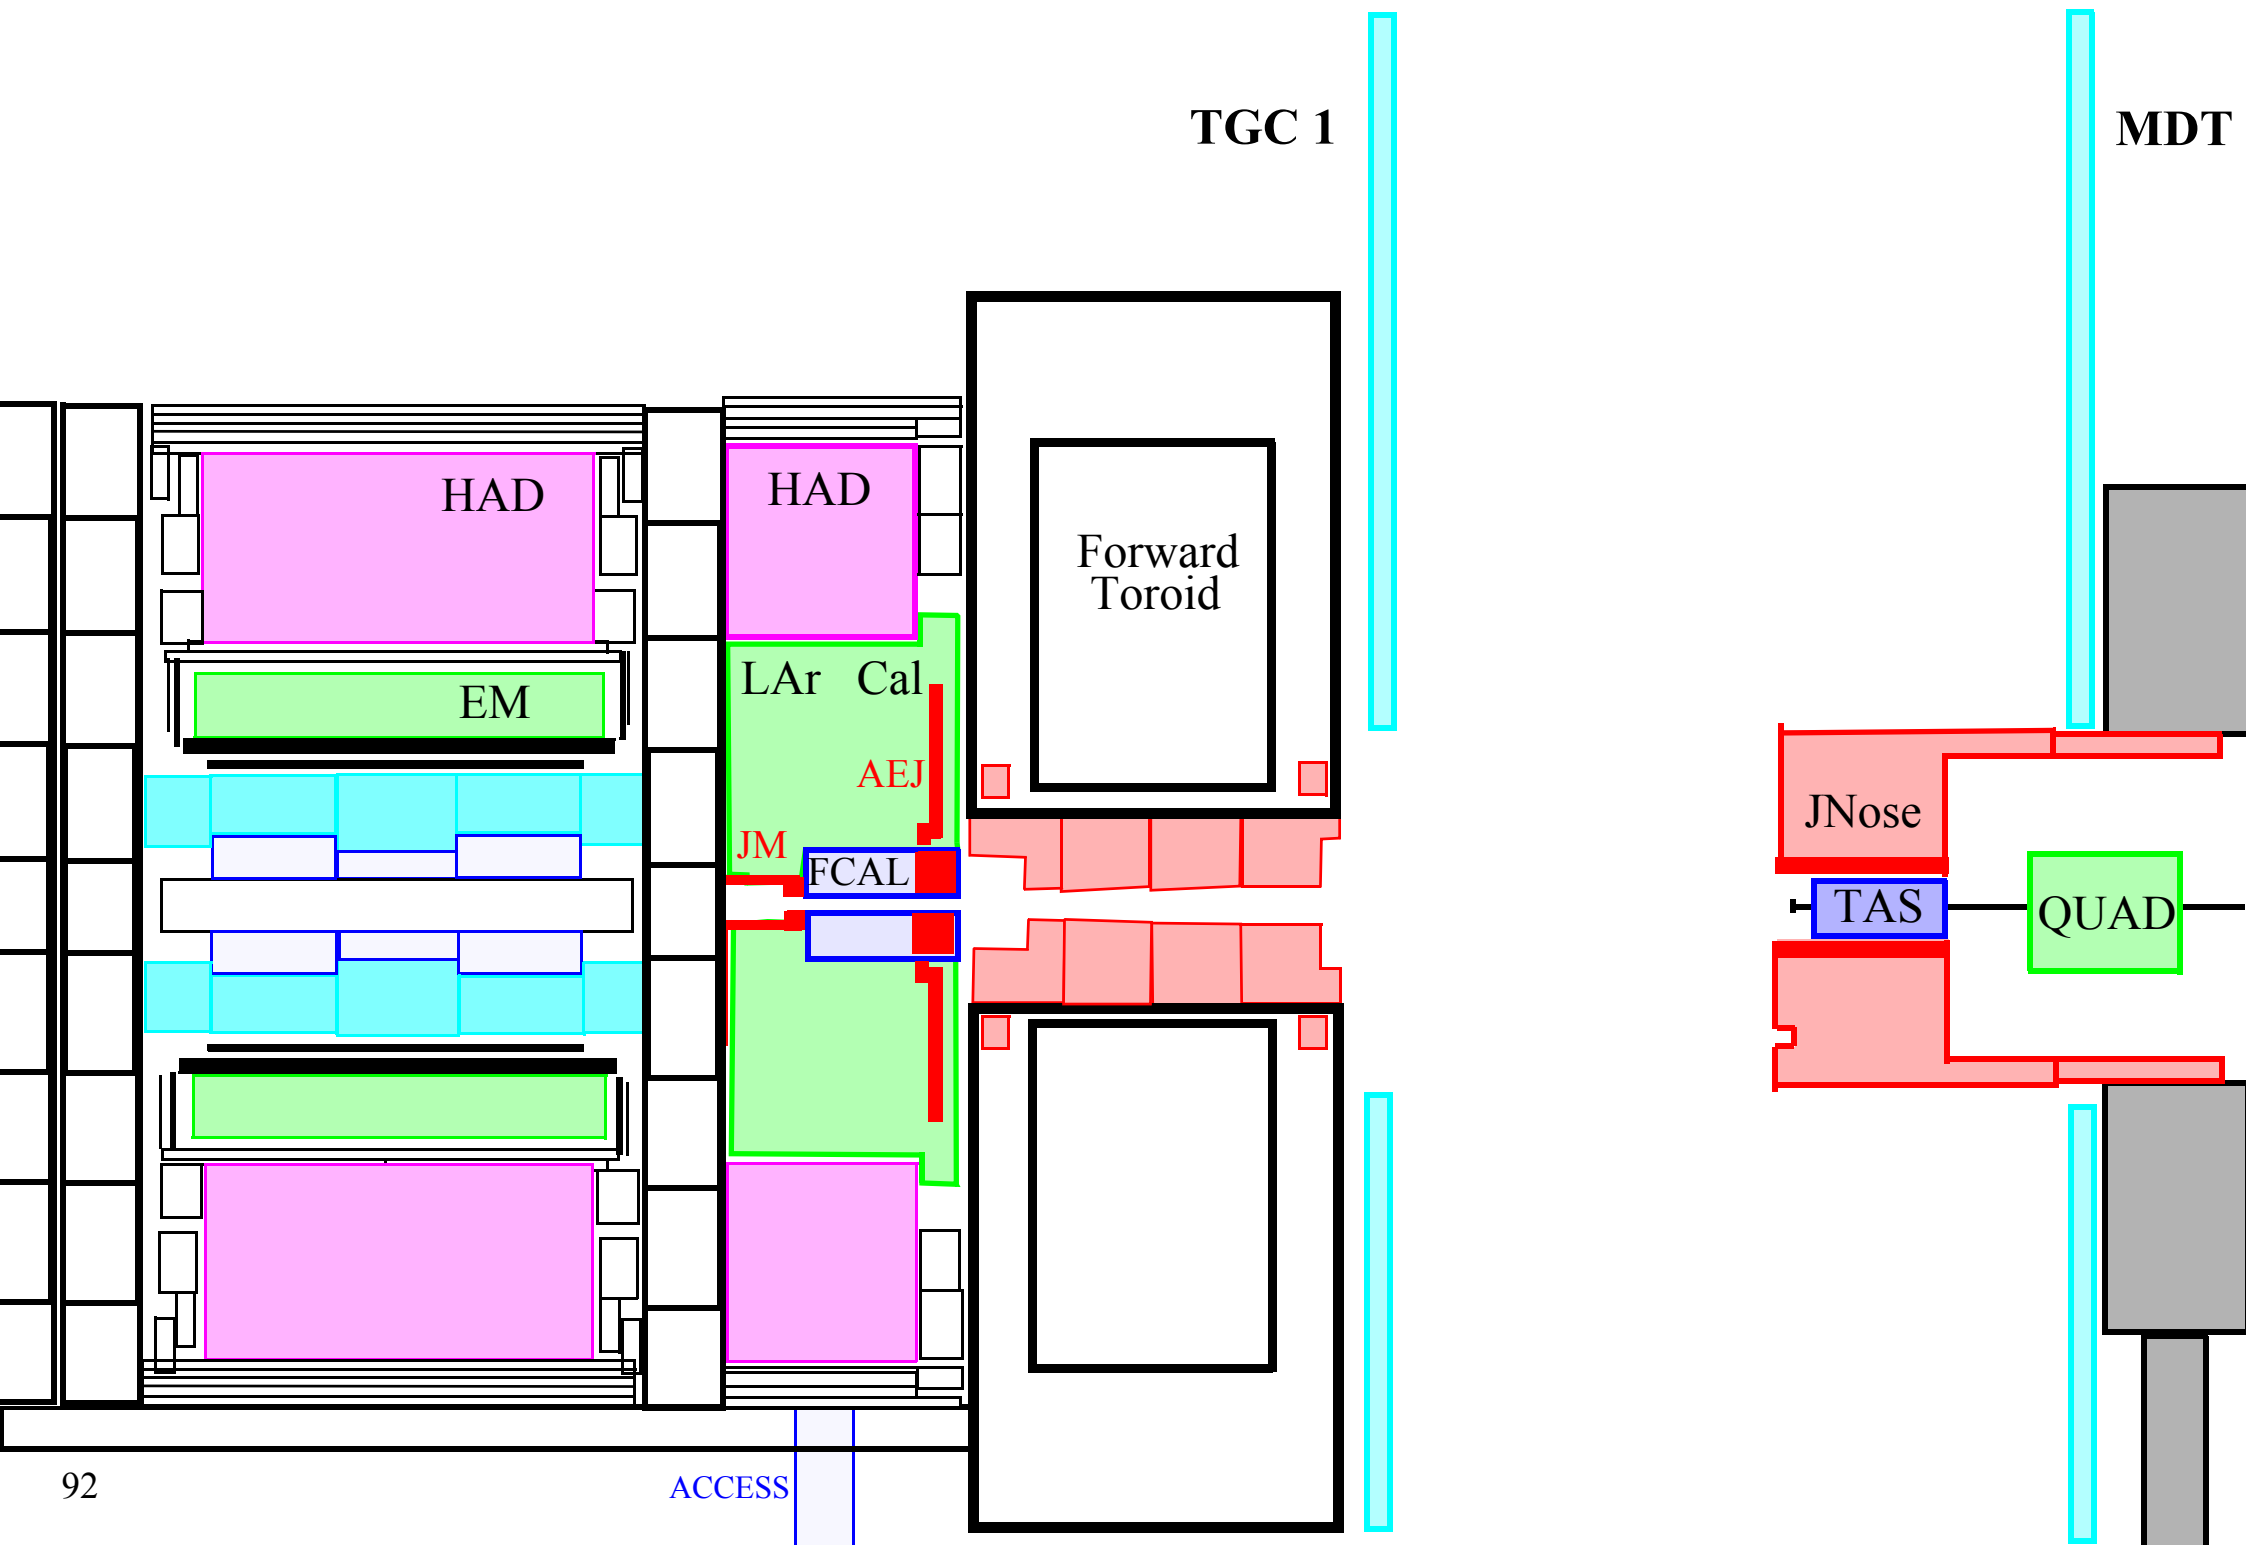 TGC 1
MDT
HAD
HAD
Forward
Toroid
LAr Cal
EM
AEJ
JM
FCAL
JNose
TAS
QUAD
92
ACCESS